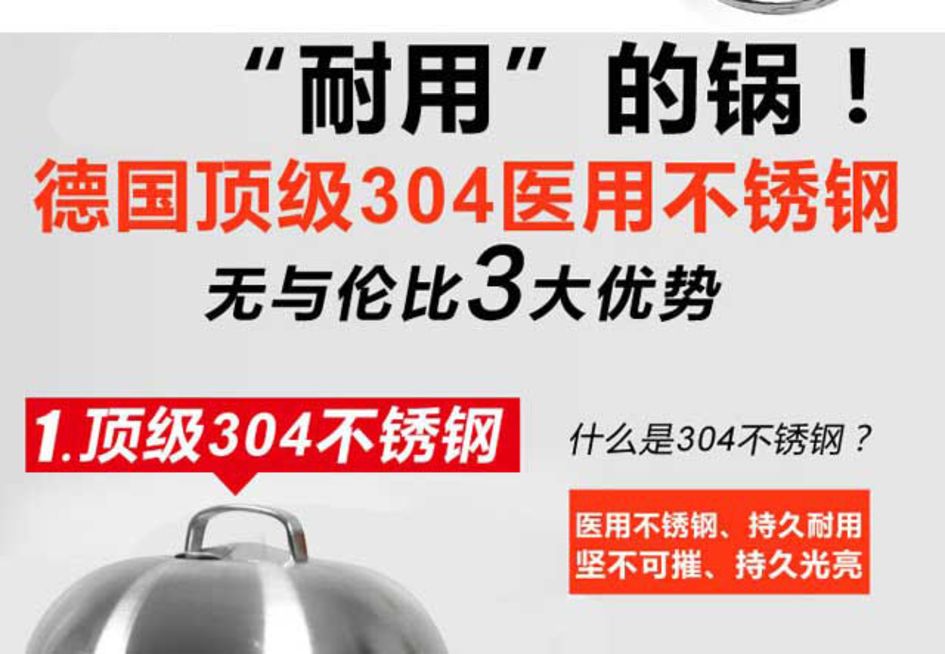 “耐用”的锅！
德国顶级304医用不锈钢
无与伦比3大优势
1.顶级304不锈钢
什么是304不锈钢？
医用不锈钢、持久耐用
坚不可摧、持久光亮